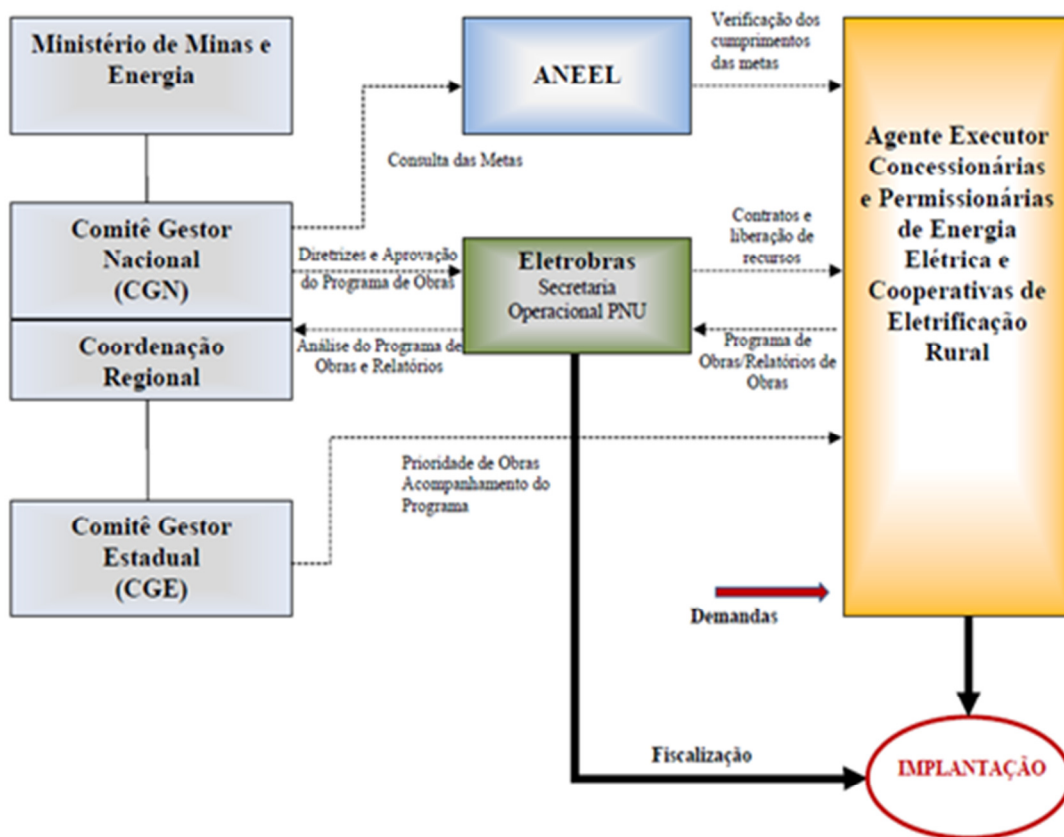 Ministério de Minas e
Energia
ANEEL
Verificação dos
cumprimentos
das metas
Consulta das Metas
Agente Executor
Concessionárias
e Permissionárias
de Energia
Elétrica e
Cooperativas de
Eletrificação
Rural
Comitê Gestor
Nacional
(CGN)
Diretrizes e Aprovação
do Programa de Obras
Eletrobras
Secretaria
Operacional PNU
Contratos e
liberação de
recursos
Coordenação
Regional
Análise do Programa de
Obras e Relatórios
Programa de
Obras/Relatórios de
Obras
Comitê Gestor
Estadual
(CGE)
Prioridade de Obras
Acompanhamento do
Programa
Demandas
Fiscalização
IMPLANTAÇÃO